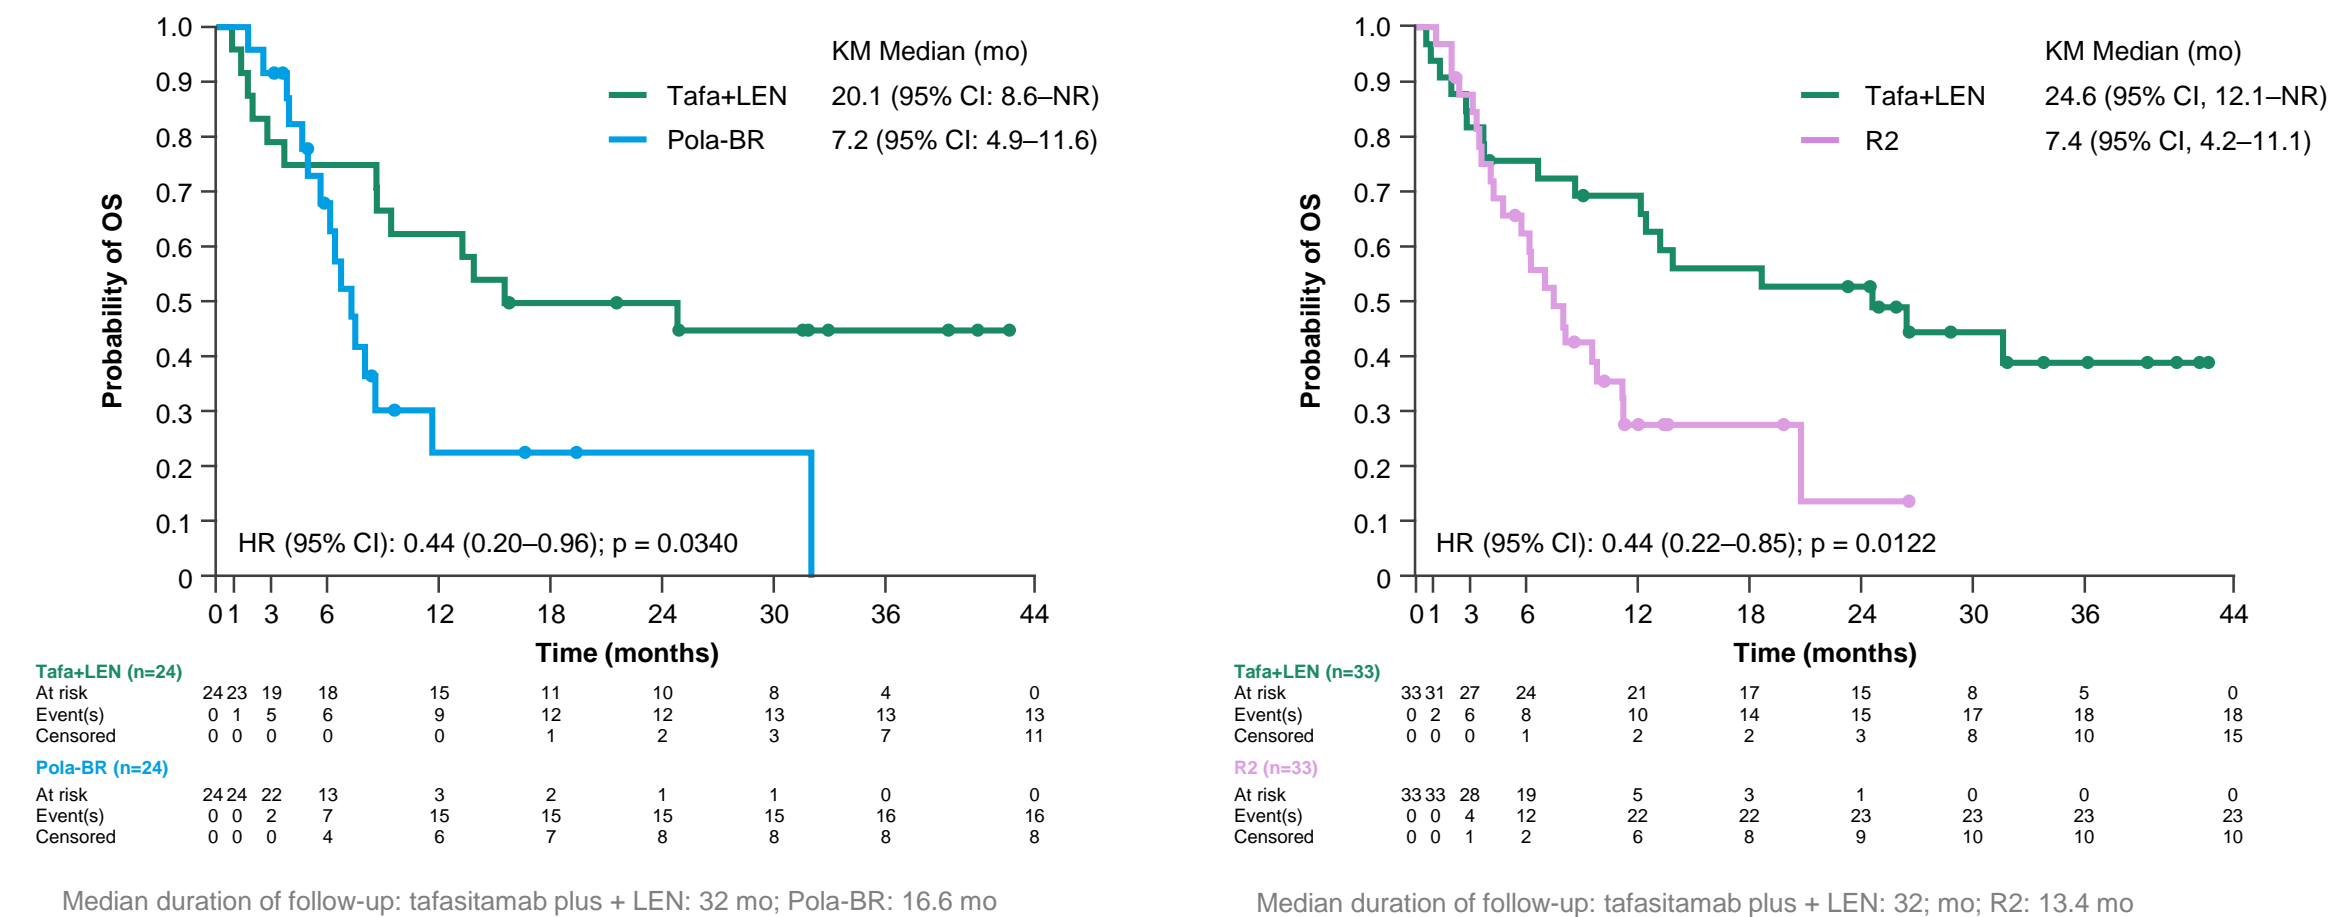 KM Median (mo)
Tafa+LEN 20.1 (95% CI: 8.6–NR)
Pola-BR 7.2 (95% CI: 4.9–11.6)
Probability of OS
1.0
0.9
0.8
0.7
0.6
0.5
0.4
0.3
0.2
0.1
0
HR (95% CI): 0.44 (0.20–0.96); p = 0.0340
0 1 3 6 12 18 24 30 36 44
Time (months)
Tafa+LEN (n=24)
At risk 24 23 19 18 15 11 10 8 4 0
Event(s) 0 1 5 6 9 12 12 13 13 13
Censored 0 0 0 0 0 1 2 3 7 11
Pola-BR (n=24)
At risk 24 24 22 13 3 2 1 1 0 0
Event(s) 0 0 2 7 15 15 15 15 16 16
Censored 0 0 0 4 6 7 8 8 8 8
Median duration of follow-up: tafasitamab plus + LEN: 32 mo; Pola-BR: 16.6 mo
KM Median (mo)
Tafa+LEN 24.6 (95% CI, 12.1–NR)
R2 7.4 (95% CI, 4.2–11.1)
Probability of OS
1.0
0.9
0.8
0.7
0.6
0.5
0.4
0.3
0.2
0.1
0
HR (95% CI): 0.44 (0.22–0.85); p = 0.0122
0 1 3 6 12 18 24 30 36 44
Time (months)
Tafa+LEN (n=33)
At risk 33 31 27 24 21 17 15 8 5 0
Event(s) 0 2 6 8 10 14 15 17 18 18
Censored 0 0 0 1 2 2 3 8 10 15
R2 (n=33)
At risk 33 33 28 19 5 3 1 0 0 0
Event(s) 0 0 4 12 22 22 23 23 23 23
Censored 0 0 1 2 6 8 9 10 10 10
Median duration of follow-up: tafasitamab plus + LEN: 32; mo; R2: 13.4 mo